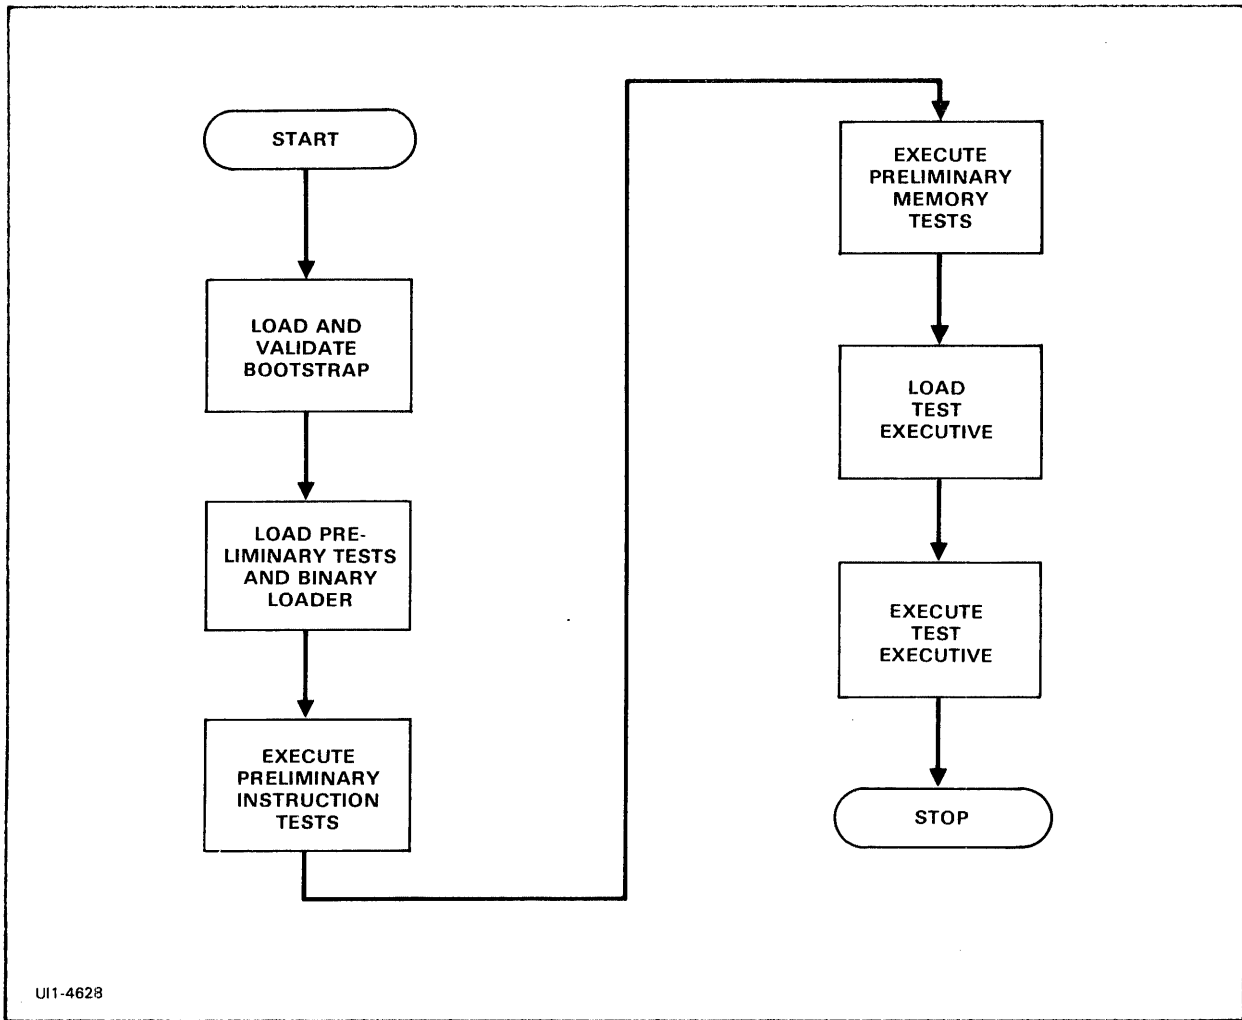 START
LOAD AND
VALIDATE
BOOTSTRAP
LOAD PRE-
LIMINARY TESTS
AND BINARY
LOADER
EXECUTE
PRELIMINARY
INSTRUCTION
TESTS
EXECUTE
PRELIMINARY
MEMORY
TESTS
LOAD
TEST
EXECUTIVE
EXECUTE
TEST
EXECUTIVE
STOP
UI1-4628